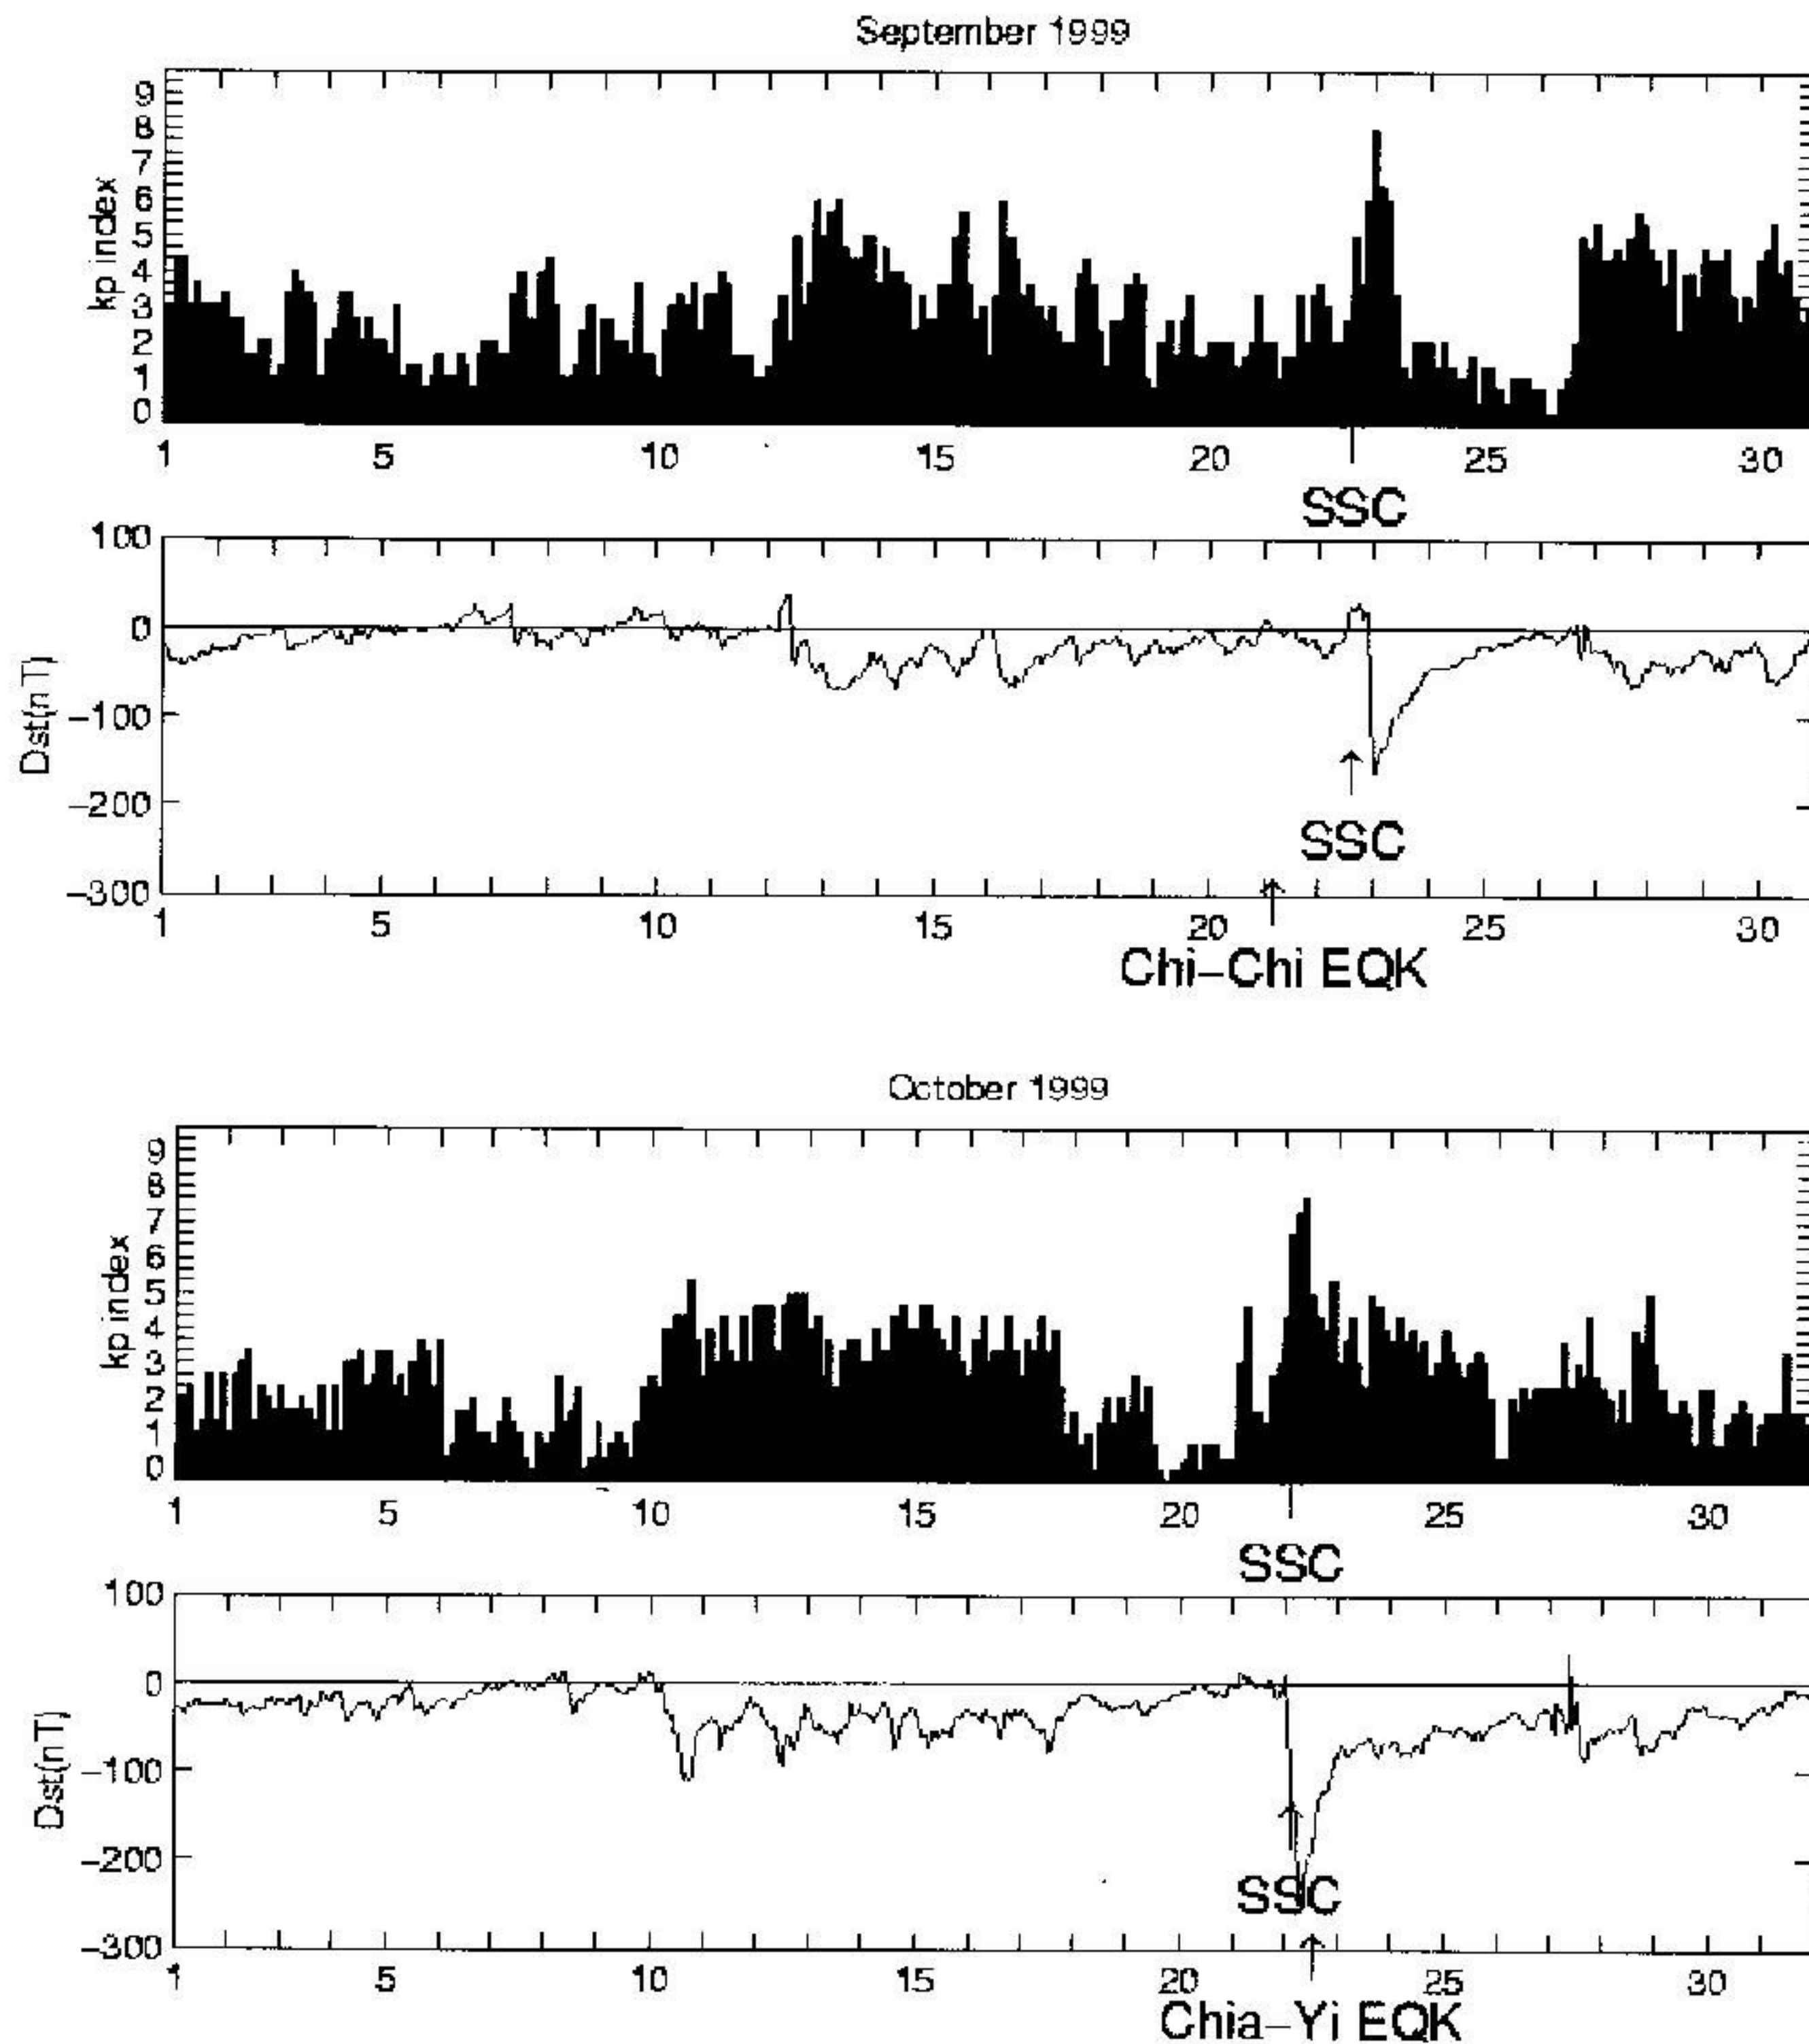 September 1999
9
8
7
6
5
4
3
2
1
0
kp index
1 5 10 15 20 25 30
SSC
100
0
−100
−200
−300
Dst(nT)
SSC
1 5 10 15 20 25 30
Chi−Chi EQK
October 1999
9
8
7
6
5
4
3
2
1
0
kp index
1 5 10 15 20 25 30
SSC
100
0
−100
−200
−300
Dst(nT)
SSC
1 5 10 15 20 25 30
Chia−Yi EQK